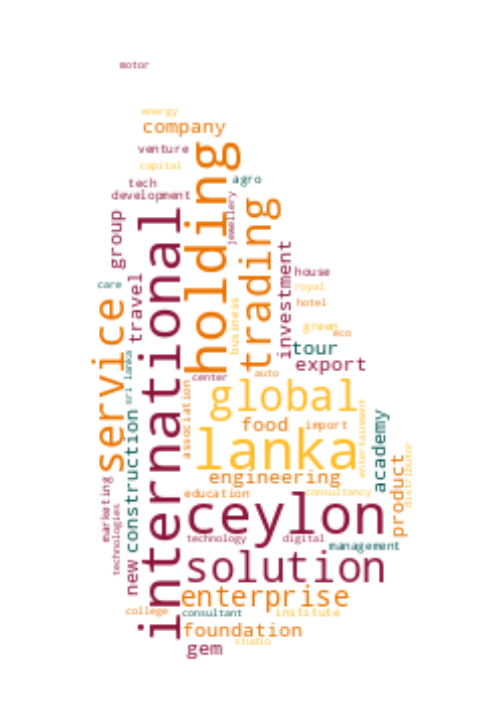 motor
energy
company
venture
capital
tech
agro
development
jewellery
holding
trading
group
international
investment
house
care
travel
royal
hotel
service
business
green
eco
tour
export
sri lanka
center
auto
association
global
entertainment
construction
food
import
academy
lanka
engineering
product
distributor
marketing
education
consultancy
technologies
ceylon
technology
digital
management
new
solution
enterprise
college
consultant
institute
foundation
studio
gem